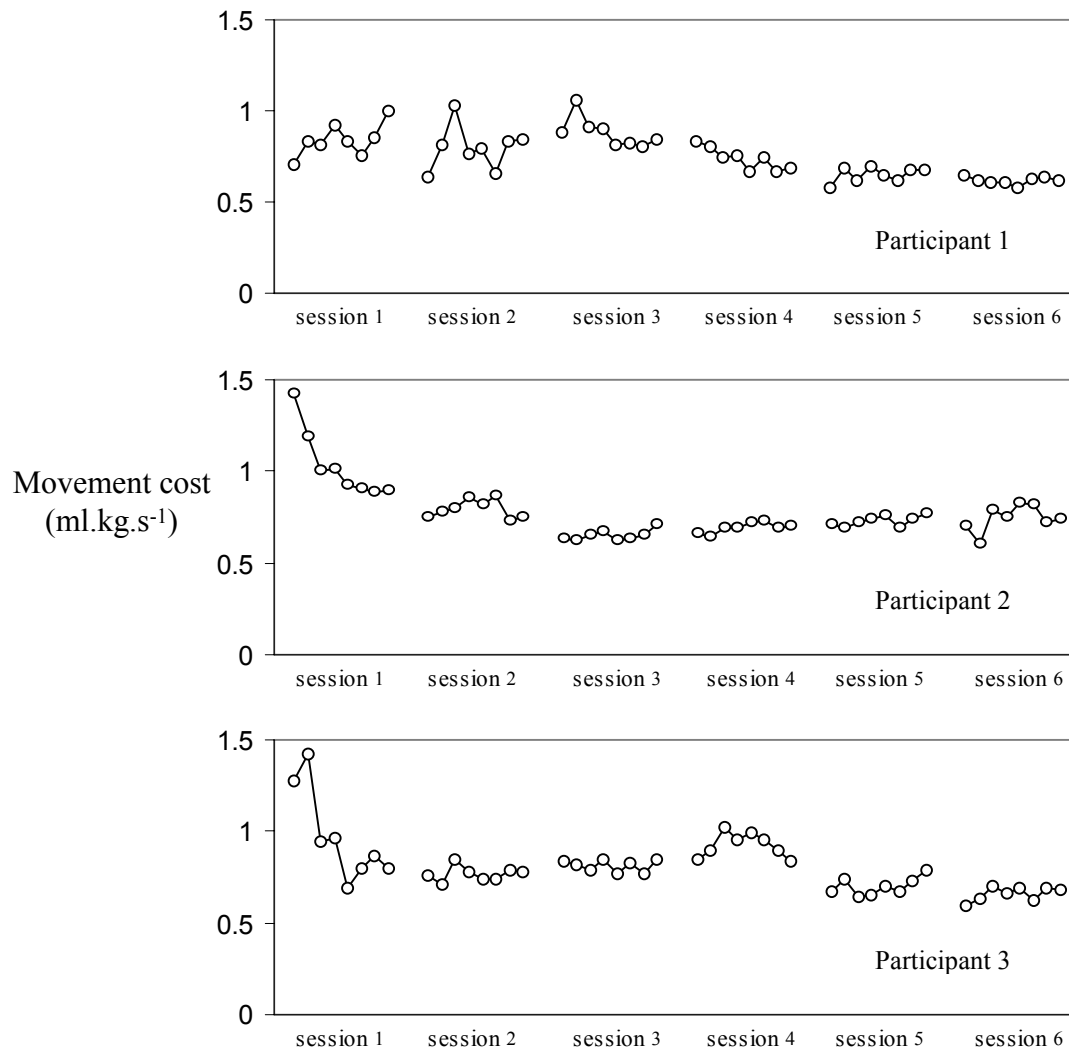 1.5
1
0.5
0
Participant 1
session 1 session 2 session 3 session 4 session 5 session 6
Movement cost
(ml.kg.s-1)
1.5
1
0.5
0
Participant 2
session 1 session 2 session 3 session 4 session 5 session 6
1.5
1
0.5
0
Participant 3
session 1 session 2 session 3 session 4 session 5 session 6